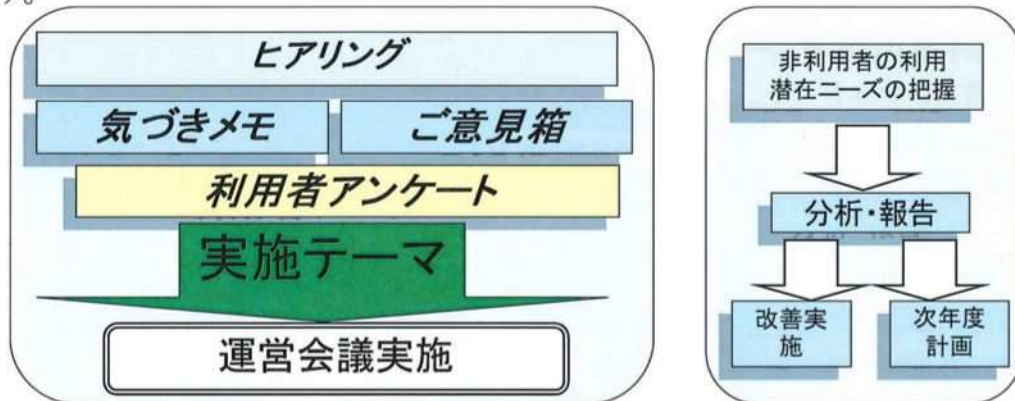 す。
ヒアリング
気づきメモ
ご意見箱
利用者アンケート
実施テーマ
運営会議実施
非利用者の利用
潜在ニーズの把握
分析・報告
改善実
施
次年度
計画